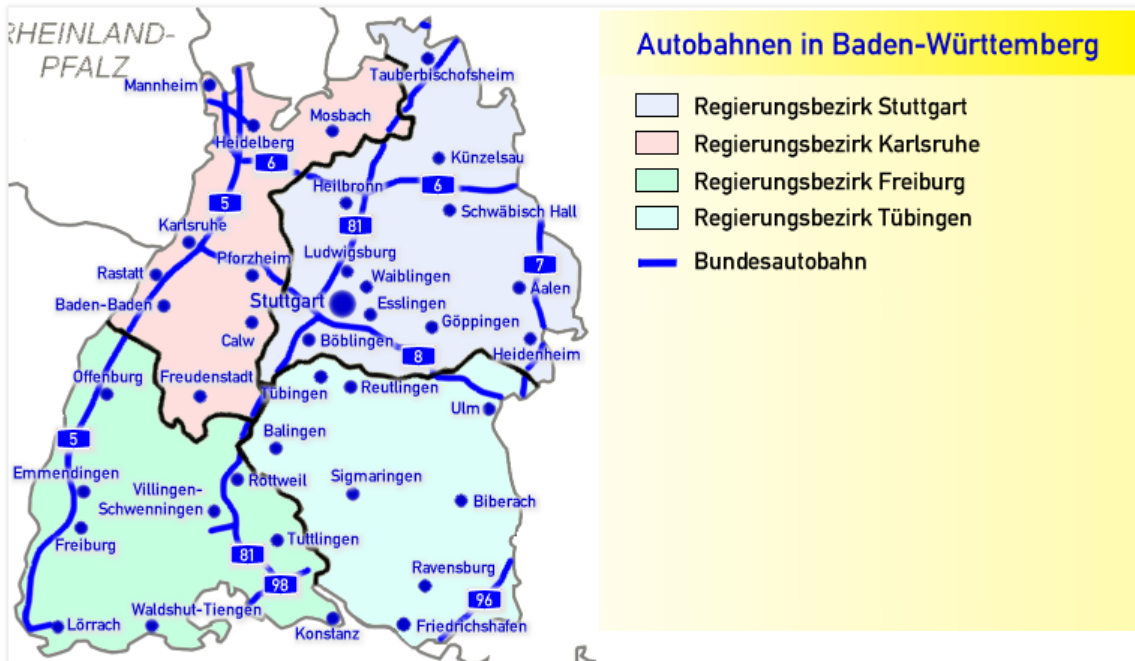 RHEINLAND-
PFALZ
Mannheim
Tauberbischofsheim
Mosbach
Heidelberg
6
Künzelsau
6
Heilbronn
5
Schwäbisch Hall
81
Karlsruhe
Pforzheim
Ludwigsburg
7
Rastatt
Waiblingen
Aalen
Baden-Baden
Stuttgart
Esslingen
Göppingen
Calw
Böblingen
8
Heidenheim
Offenburg
Freudenstadt
Tübingen
Reutlingen
Ulm
5
Balingen
Emmendingen
Rottweil
Sigmaringen
Villingen-
Schwenningen
Biberach
Freiburg
Tuttlingen
81
98
Ravensburg
96
Waldshut-Tiengen
Lörrach
Konstanz
Friedrichshafen
Autobahnen in Baden-Württemberg
Regierungsbezirk Stuttgart
Regierungsbezirk Karlsruhe
Regierungsbezirk Freiburg
Regierungsbezirk Tübingen
Bundesautobahn